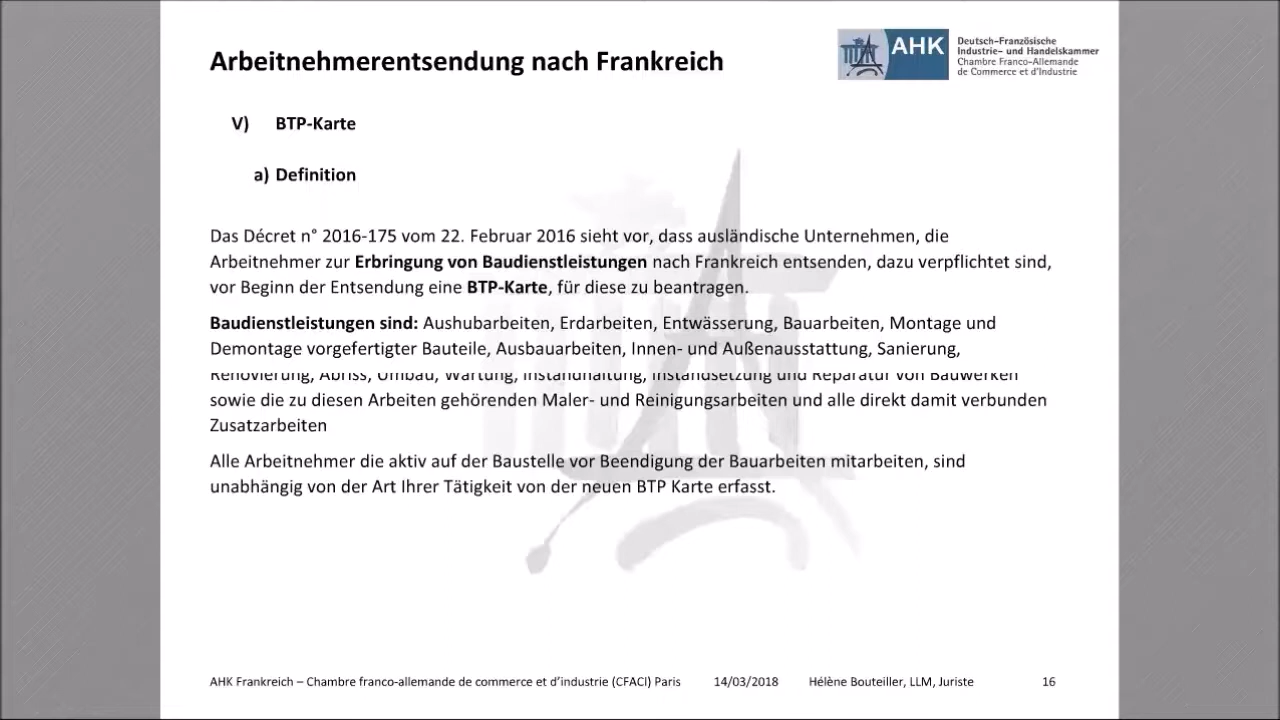 Arbeitnehmerentsendung nach Frankreich
AHK
Deutsch-Französische
Industrie- und Handelskammer
Chambre Franco-Allemande
de Commerce et d'Industrie
V) BTP-Karte
a) Definition
Das Décret n° 2016-175 vom 22. Februar 2016 sieht vor, dass ausländische Unternehmen, die
Arbeitnehmer zur Erbringung von Baudienstleistungen nach Frankreich entsenden, dazu verpflichtet sind,
vor Beginn der Entsendung eine BTP-Karte, für diese zu beantragen.
Baudienstleistungen sind: Aushubarbeiten, Erdarbeiten, Entwässerung, Bauarbeiten, Montage und
Demontage vorgefertigter Bauteile, Ausbauarbeiten, Innen- und Außenausstattung, Sanierung,
Renovierung, Abriss, Umbau, Wartung, Instandhaltung, Instandsetzung und Reparatur von Bauwerken
sowie die zu diesen Arbeiten gehörenden Maler- und Reinigungsarbeiten und alle direkt damit verbunden
Zusatzarbeiten
Alle Arbeitnehmer die aktiv auf der Baustelle vor Beendigung der Bauarbeiten mitarbeiten, sind
unabhängig von der Art Ihrer Tätigkeit von der neuen BTP Karte erfasst.
AHK Frankreich – Chambre franco-allemande de commerce et d'industrie (CFACI) Paris 14/03/2018 Hélène Bouteiller, LLM, Juriste 16